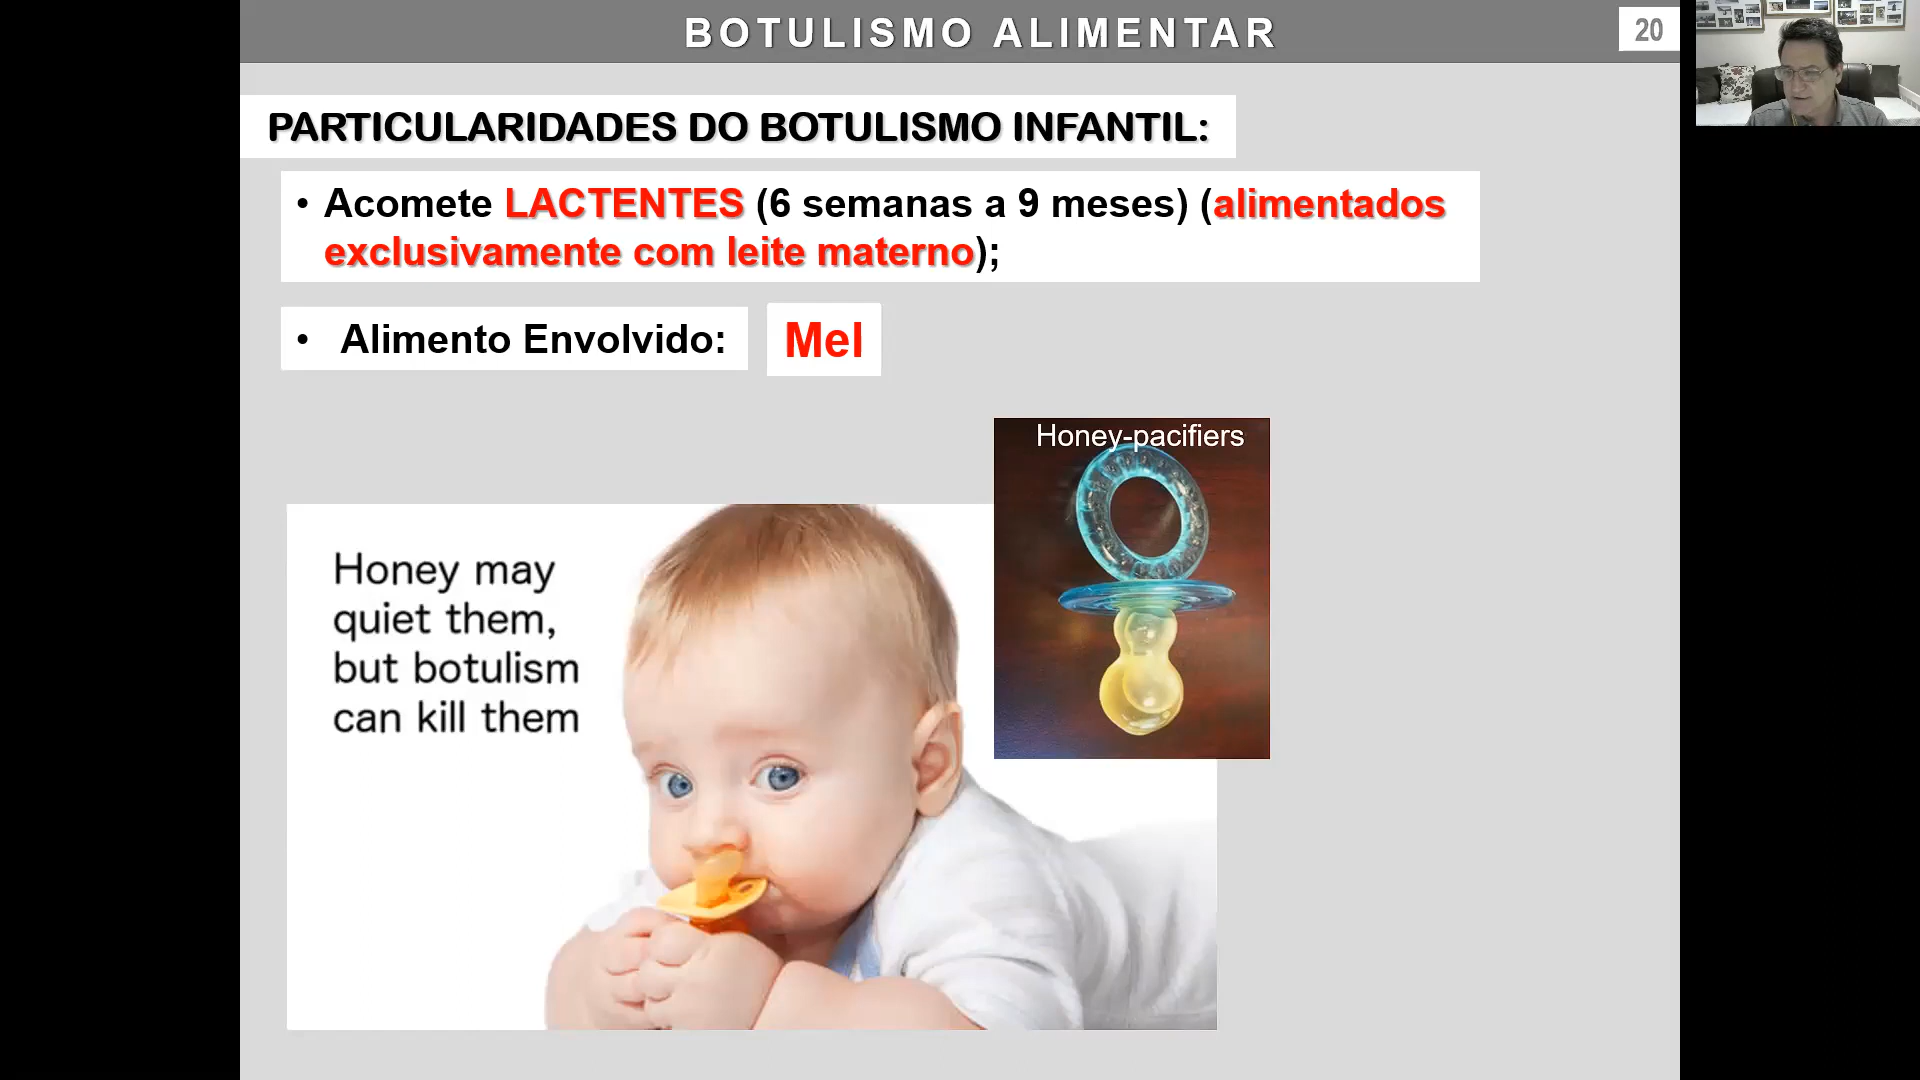 BOTULISMO ALIMENTAR
20
PARTICULARIDADES DO BOTULISMO INFANTIL:
• Acomete LACTENTES (6 semanas a 9 meses) (alimentados
exclusivamente com leite materno);
• Alimento Envolvido: Mel
Honey-pacifiers
Honey may
quiet them,
but botulism
can kill them